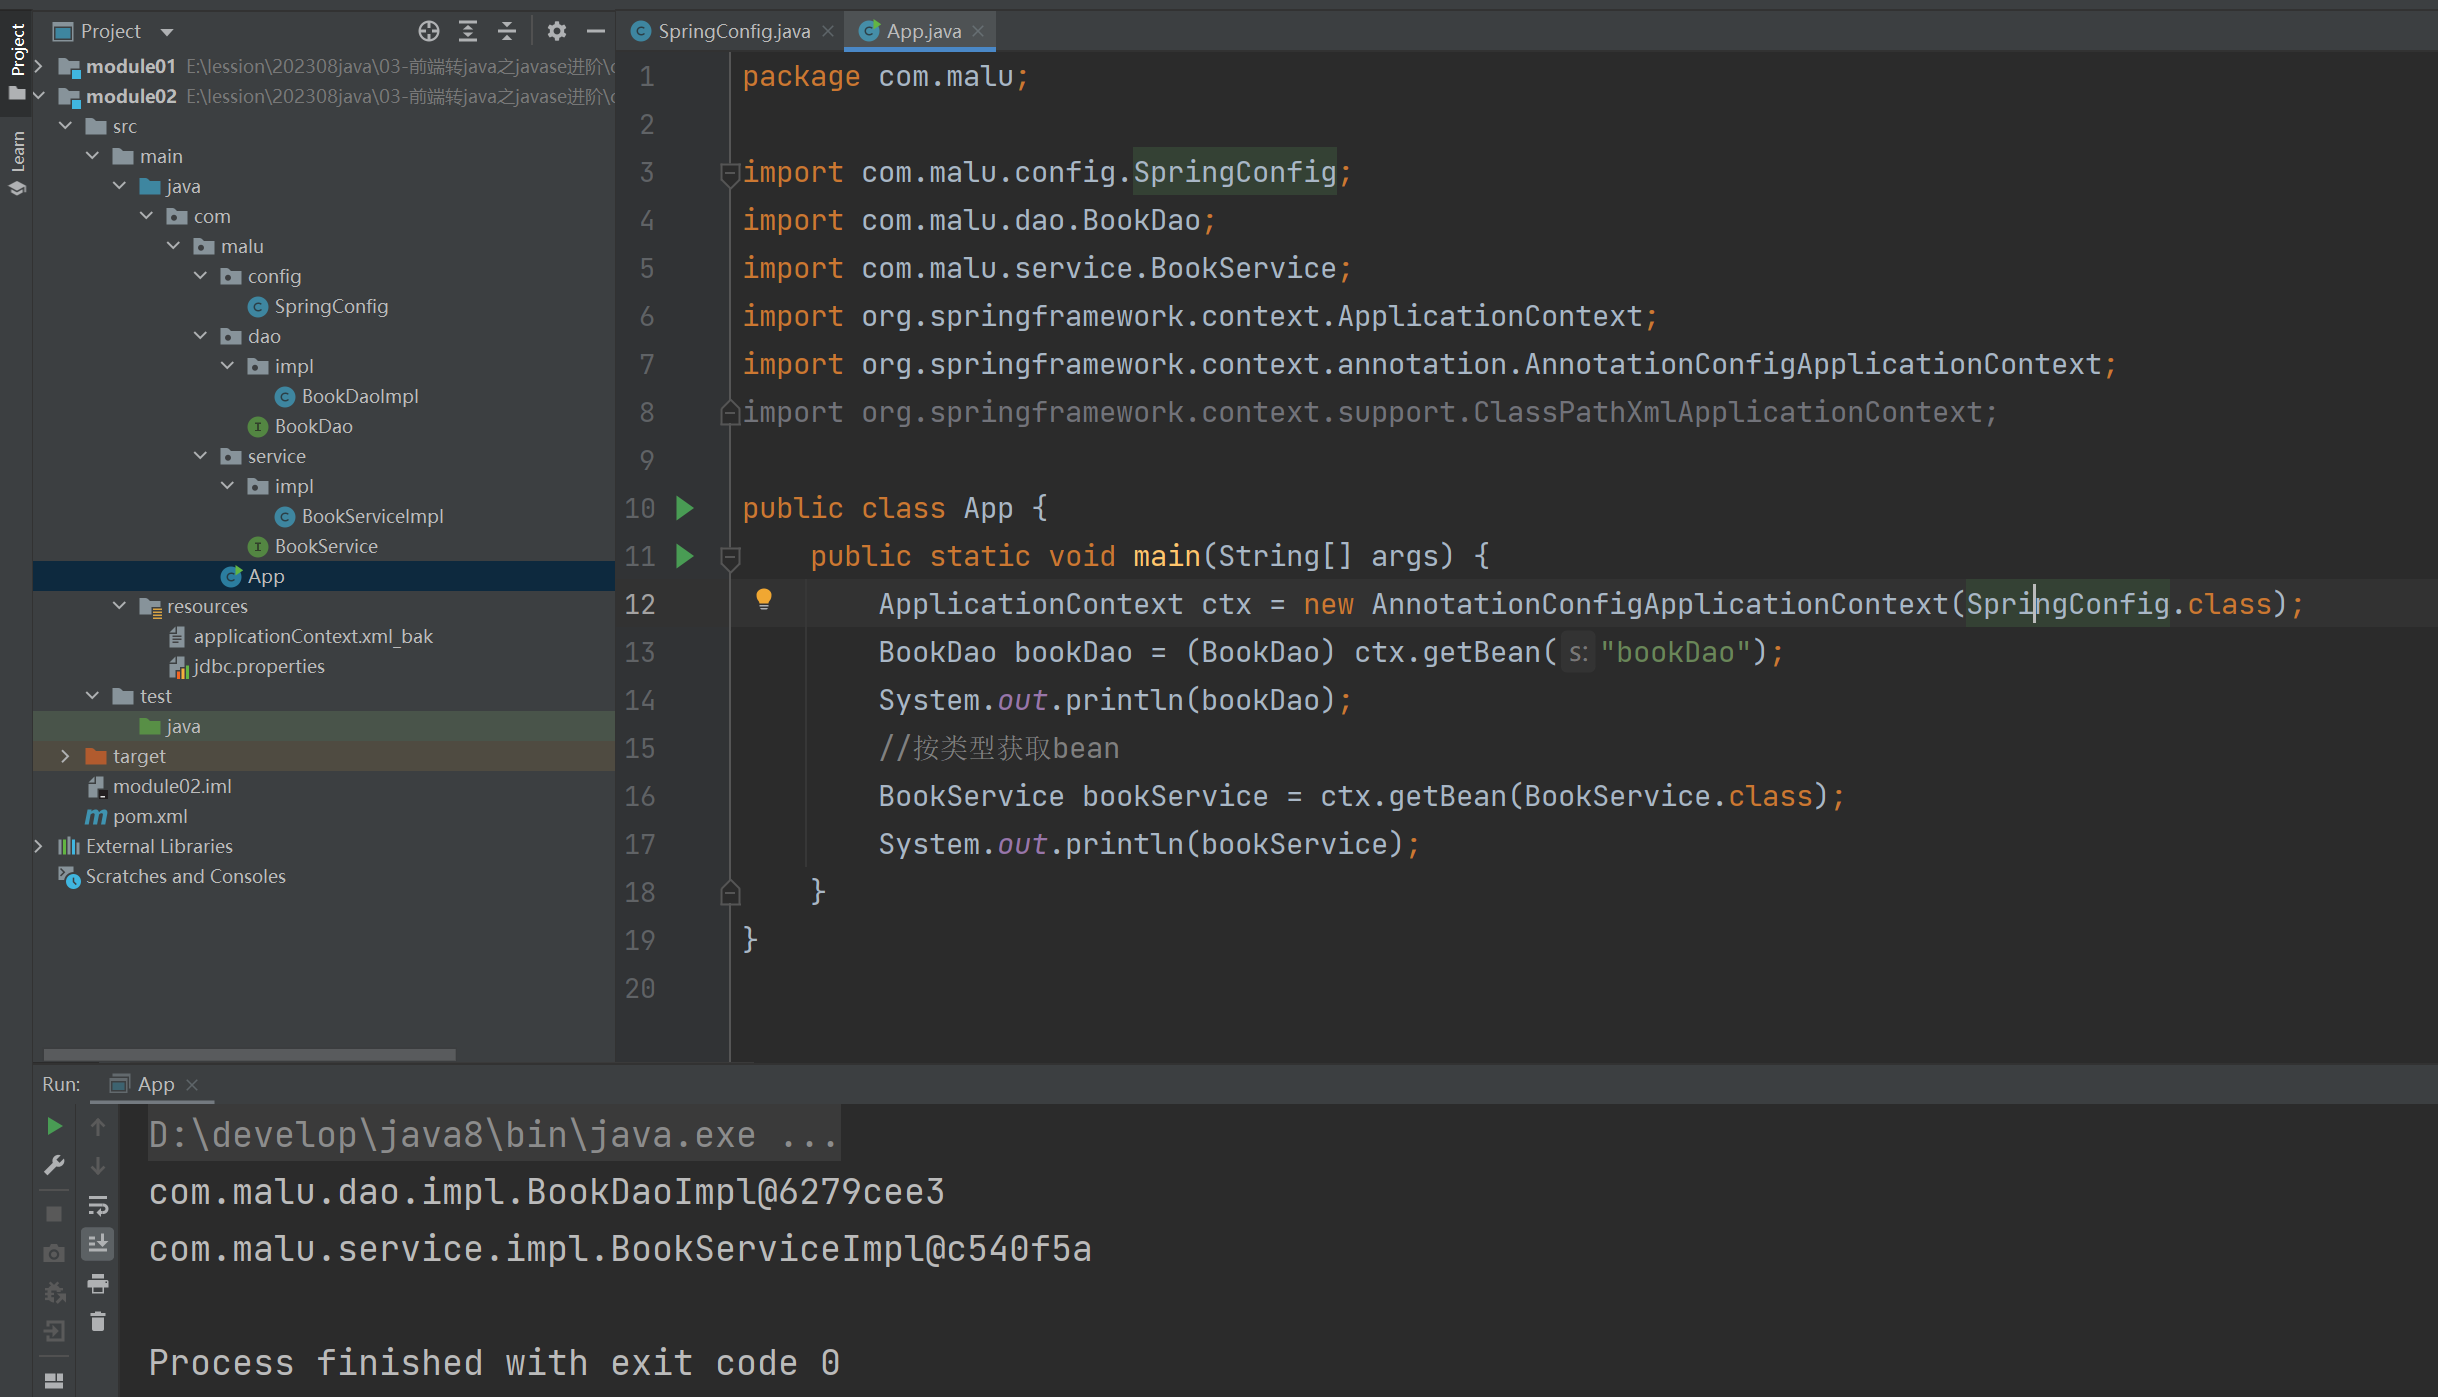 Project
Learn
Project
module01 E:\lession\202308java\03-前端转java之javase进阶\c
module02 E:\lession\202308java\03-前端转java之javase进阶\c
src
main
java
com
malu
config
SpringConfig
dao
impl
BookDaoImpl
BookDao
service
impl
BookServiceImpl
BookService
App
resources
applicationContext.xml_bak
jdbc.properties
test
java
target
module02.iml
pom.xml
External Libraries
Scratches and Consoles
SpringConfig.java
App.java
1 package com.malu;
2
3 import com.malu.config.SpringConfig;
4 import com.malu.dao.BookDao;
5 import com.malu.service.BookService;
6 import org.springframework.context.ApplicationContext;
7 import org.springframework.context.annotation.AnnotationConfigApplicationContext;
8 import org.springframework.context.support.ClassPathXmlApplicationContext;
9
10 public class App {
11 public static void main(String[] args) {
12 ApplicationContext ctx = new AnnotationConfigApplicationContext(SpringConfig.class);
13 BookDao bookDao = (BookDao) ctx.getBean( s: "bookDao");
14 System.out.println(bookDao);
15 //按类型获取bean
16 BookService bookService = ctx.getBean(BookService.class);
17 System.out.println(bookService);
18 }
19 }
20
Run: App
D:\develop\java8\bin\java.exe ...
com.malu.dao.impl.BookDaoImpl@6279cee3
com.malu.service.impl.BookServiceImpl@c540f5a
Process finished with exit code 0